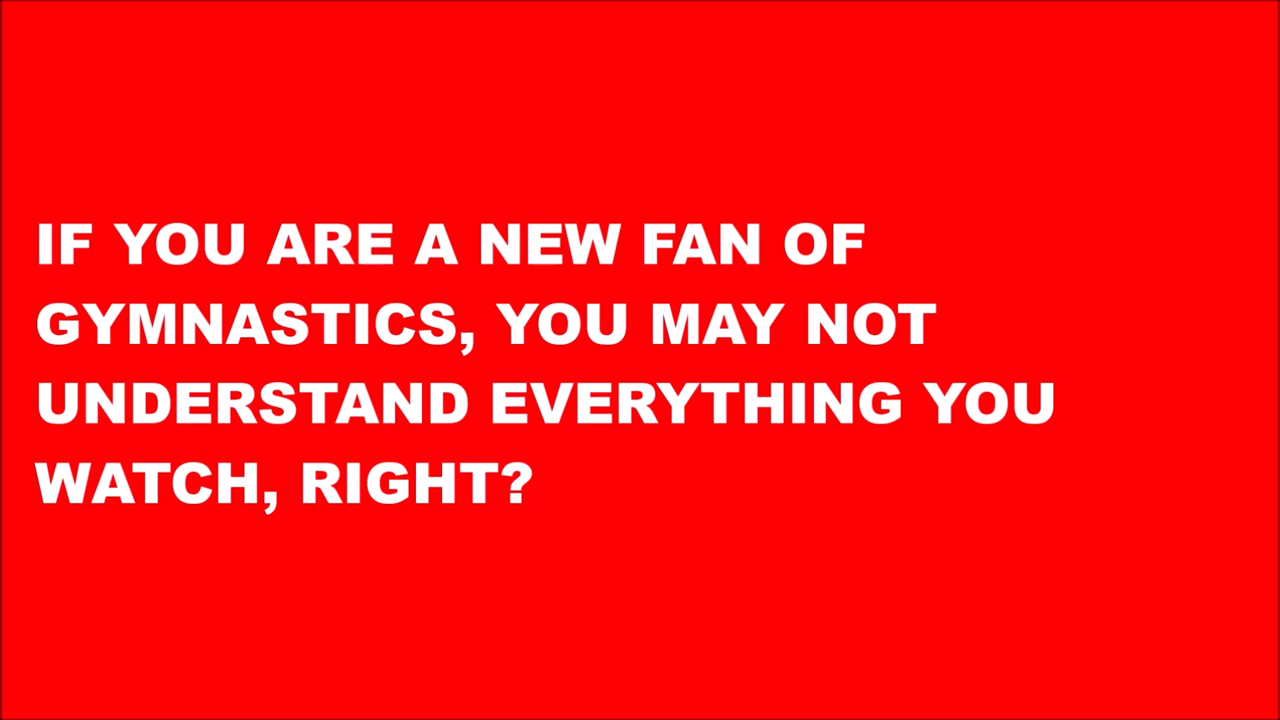 IF YOU ARE A NEW FAN OF
GYMNASTICS, YOU MAY NOT
UNDERSTAND EVERYTHING YOU
WATCH, RIGHT?